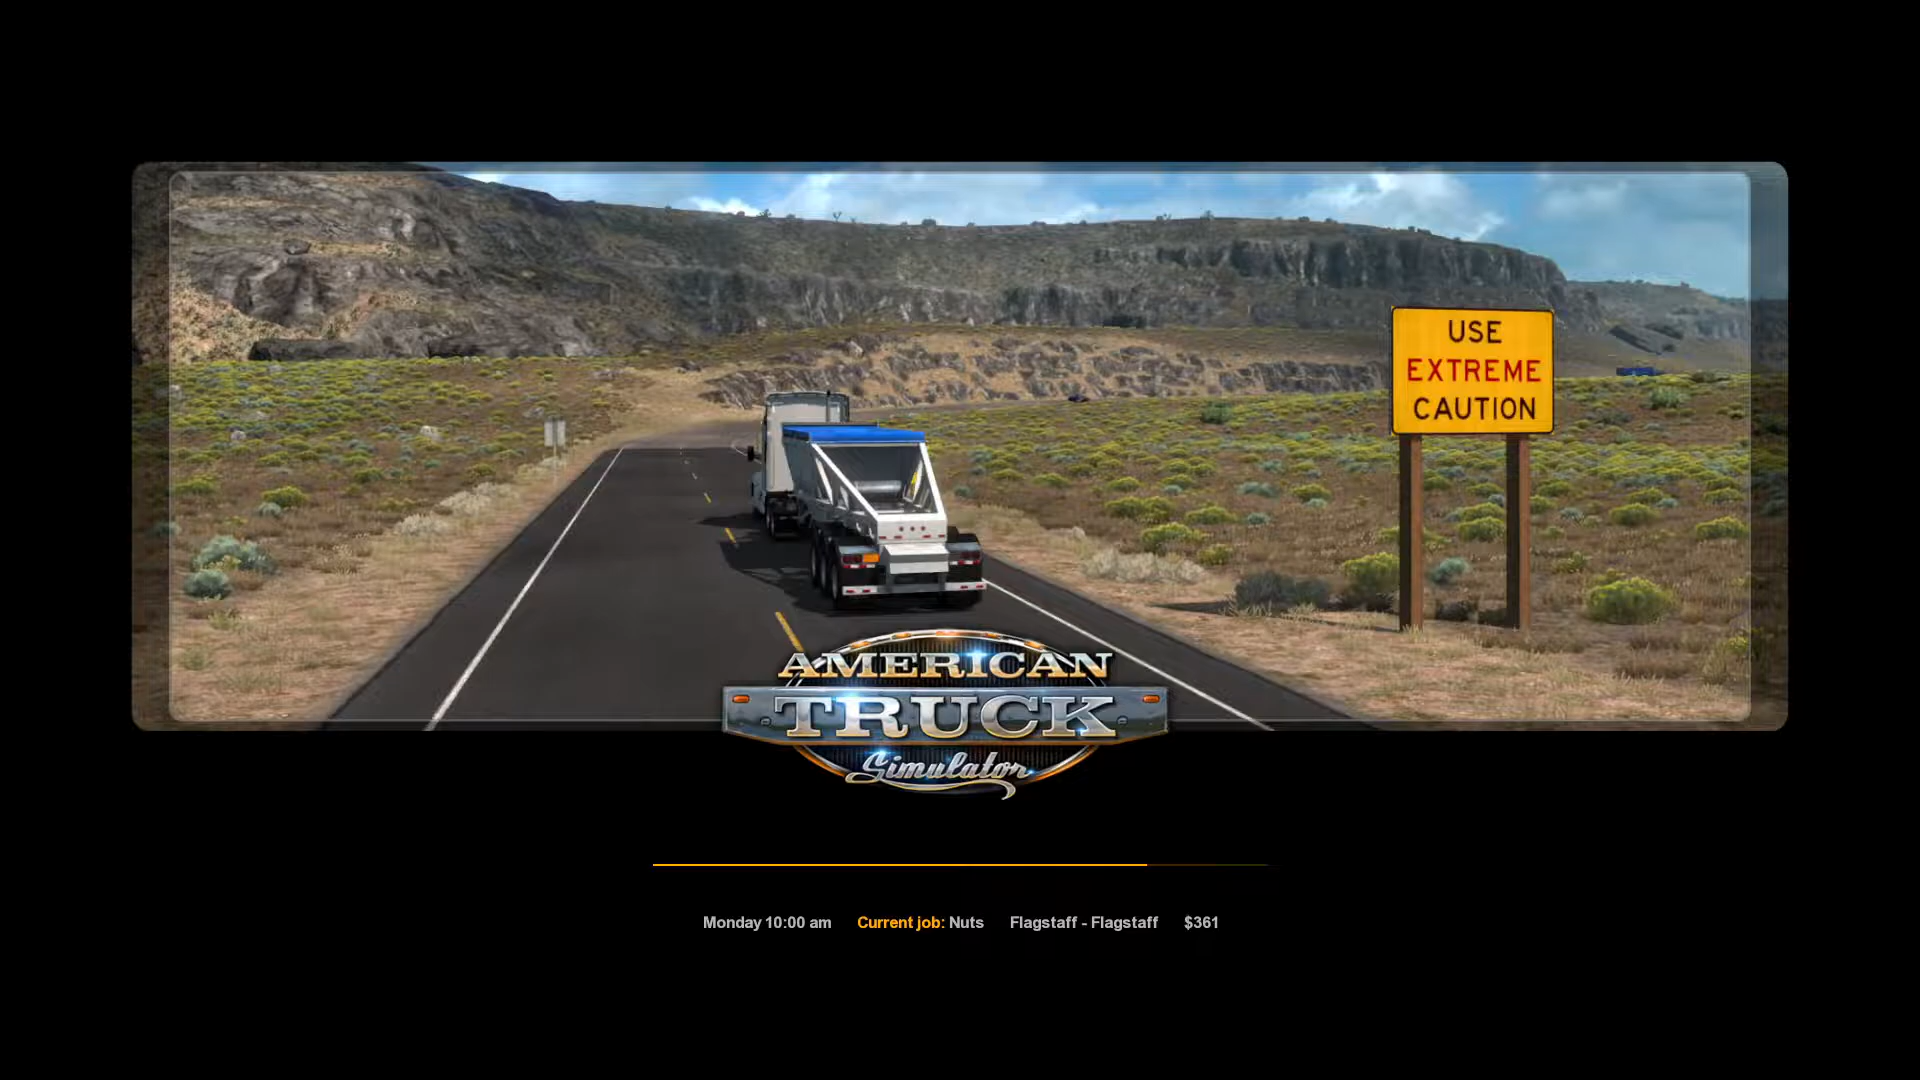 USE
EXTREME
CAUTION
AMERICAN
TRUCK
Simulator
Monday 10:00 am Current job: Nuts Flagstaff - Flagstaff $361